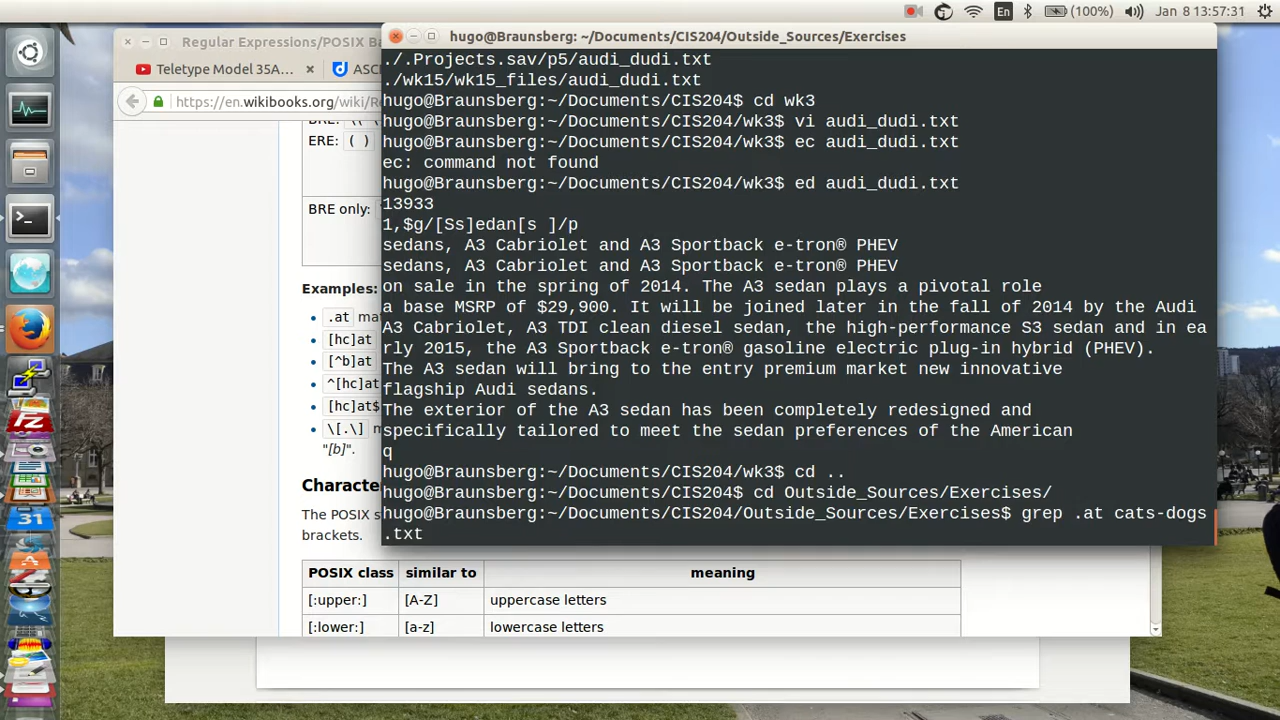 En (100%) Jan 8 13:57:31
Regular Expressions/POSIX Ba
Teletype Model 35A... × ASC
https://en.wikibooks.org/wiki/Re
ERE: ( )
BRE only:
Examples:
.at mat
[hc]at
[^b]at
^[hc]at
[hc]at$
\[.\] m
"[b]".
Characte
The POSIX s
brackets.
POSIX class similar to meaning
[:upper:] [A-Z] uppercase letters
[:lower:] [a-z] lowercase letters
hugo@Braunsberg: ~/Documents/CIS204/Outside_Sources/Exercises
./.Projects.sav/p5/audi_dudi.txt
./wk15/wk15_files/audi_dudi.txt
hugo@Braunsberg:~/Documents/CIS204$ cd wk3
hugo@Braunsberg:~/Documents/CIS204/wk3$ vi audi_dudi.txt
hugo@Braunsberg:~/Documents/CIS204/wk3$ ec audi_dudi.txt
ec: command not found
hugo@Braunsberg:~/Documents/CIS204/wk3$ ed audi_dudi.txt
13933
1,$g/[Ss]edan[s ]/p
sedans, A3 Cabriolet and A3 Sportback e-tron® PHEV
sedans, A3 Cabriolet and A3 Sportback e-tron® PHEV
on sale in the spring of 2014. The A3 sedan plays a pivotal role
a base MSRP of $29,900. It will be joined later in the fall of 2014 by the Audi
A3 Cabriolet, A3 TDI clean diesel sedan, the high-performance S3 sedan and in ea
rly 2015, the A3 Sportback e-tron® gasoline electric plug-in hybrid (PHEV).
The A3 sedan will bring to the entry premium market new innovative
flagship Audi sedans.
The exterior of the A3 sedan has been completely redesigned and
specifically tailored to meet the sedan preferences of the American
q
hugo@Braunsberg:~/Documents/CIS204/wk3$ cd ..
hugo@Braunsberg:~/Documents/CIS204$ cd Outside_Sources/Exercises/
hugo@Braunsberg:~/Documents/CIS204/Outside_Sources/Exercises$ grep .at cats-dogs
.txt
31